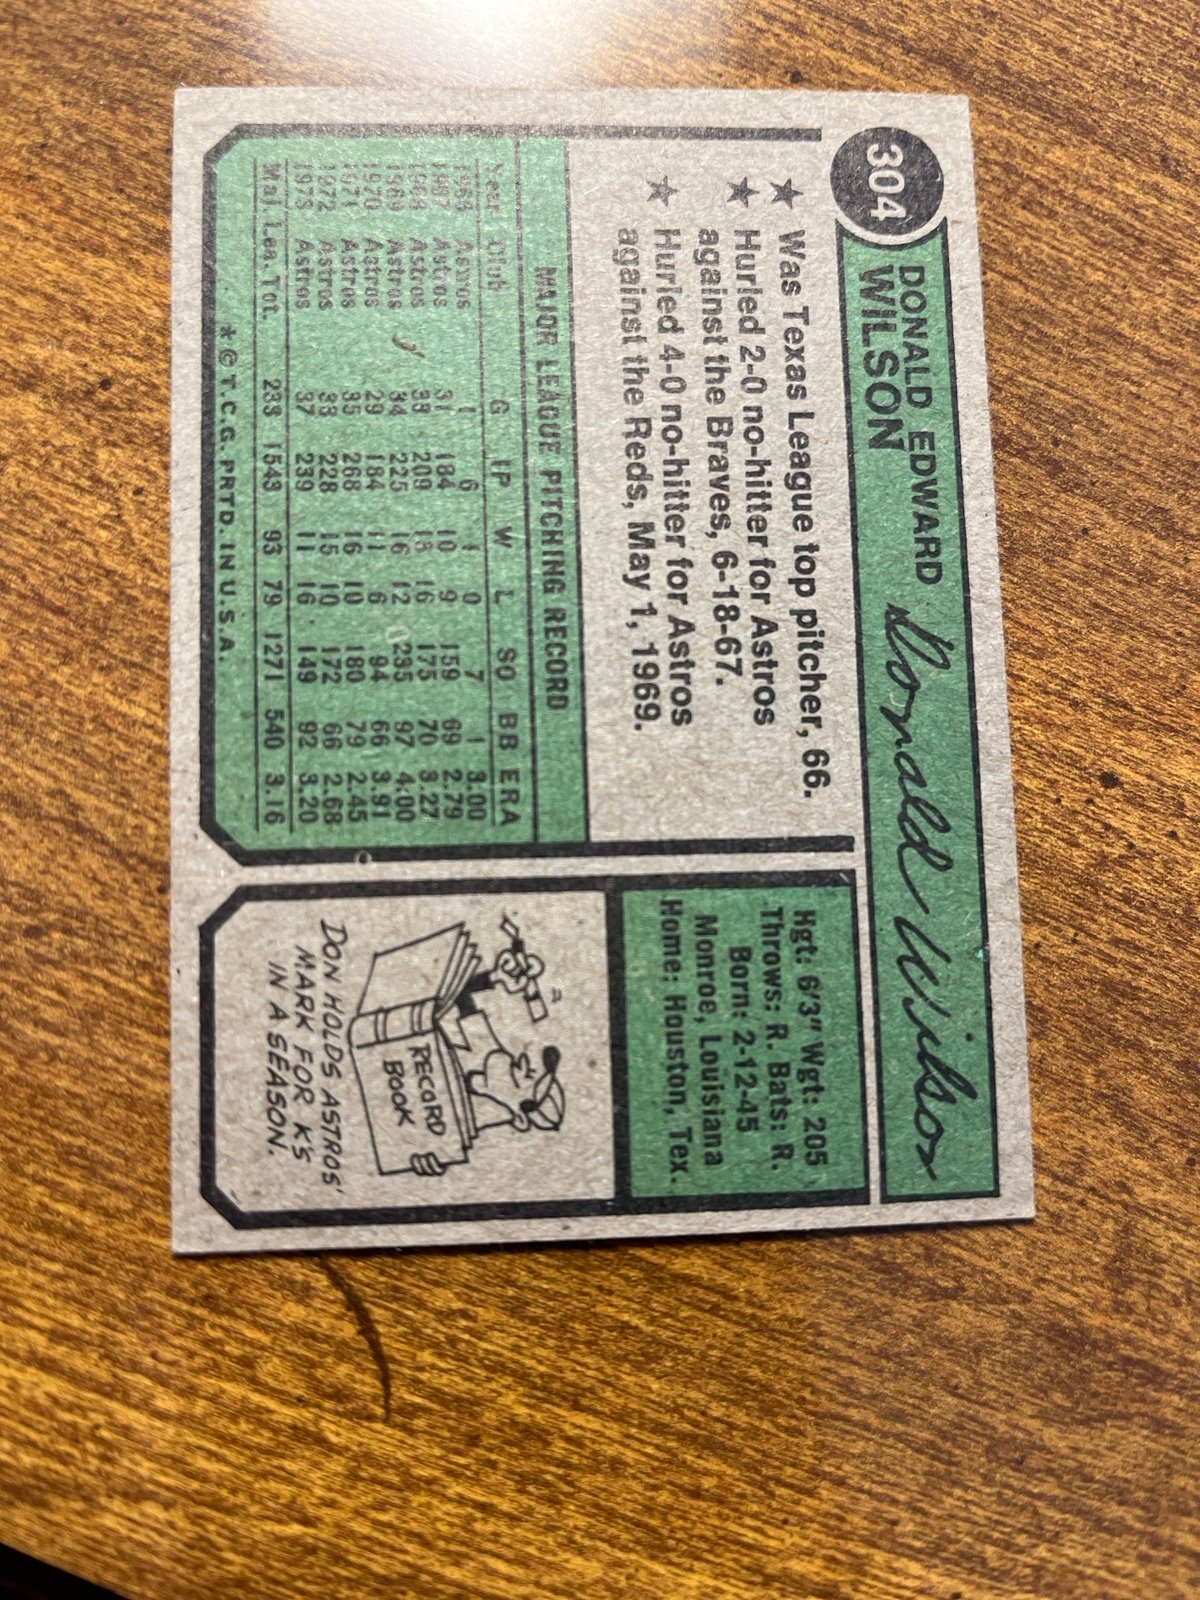 304
DONALD EDWARD
WILSON
Donald Wilson
★ Was Texas League top pitcher, 66.
★ Hurled 2-0 no-hitter for Astros
against the Braves, 6-18-67.
★ Hurled 4-0 no-hitter for Astros
against the Reds, May 1, 1969.
Hgt: 6'3" Wgt: 205
Throws: R. Bats: R.
Born: 2-12-45
Monroe, Louisiana
Home: Houston, Tex.
MAJOR LEAGUE PITCHING RECORD
Year Club G IP W L SO BB ERA
1966 Astros 1 6 1 0 7 1 3.00
1967 Astros 31 184 10 9 159 69 2.79
1968 Astros 33 209 13 16 175 70 3.27
1969 Astros 34 225 16 12 235 97 4.00
1970 Astros 29 184 11 6 94 66 3.91
1971 Astros 35 268 16 10 180 79 2.45
1972 Astros 33 228 15 10 172 66 2.68
1973 Astros 37 239 11 16 149 92 3.20
Maj. Lea. Tot. 233 1543 93 79 1271 540 3.16
*©T.C.G. PRTD. IN U.S.A.
RECORD
BOOK
DON HOLDS ASTROS'
MARK FOR K'S
IN A SEASON.